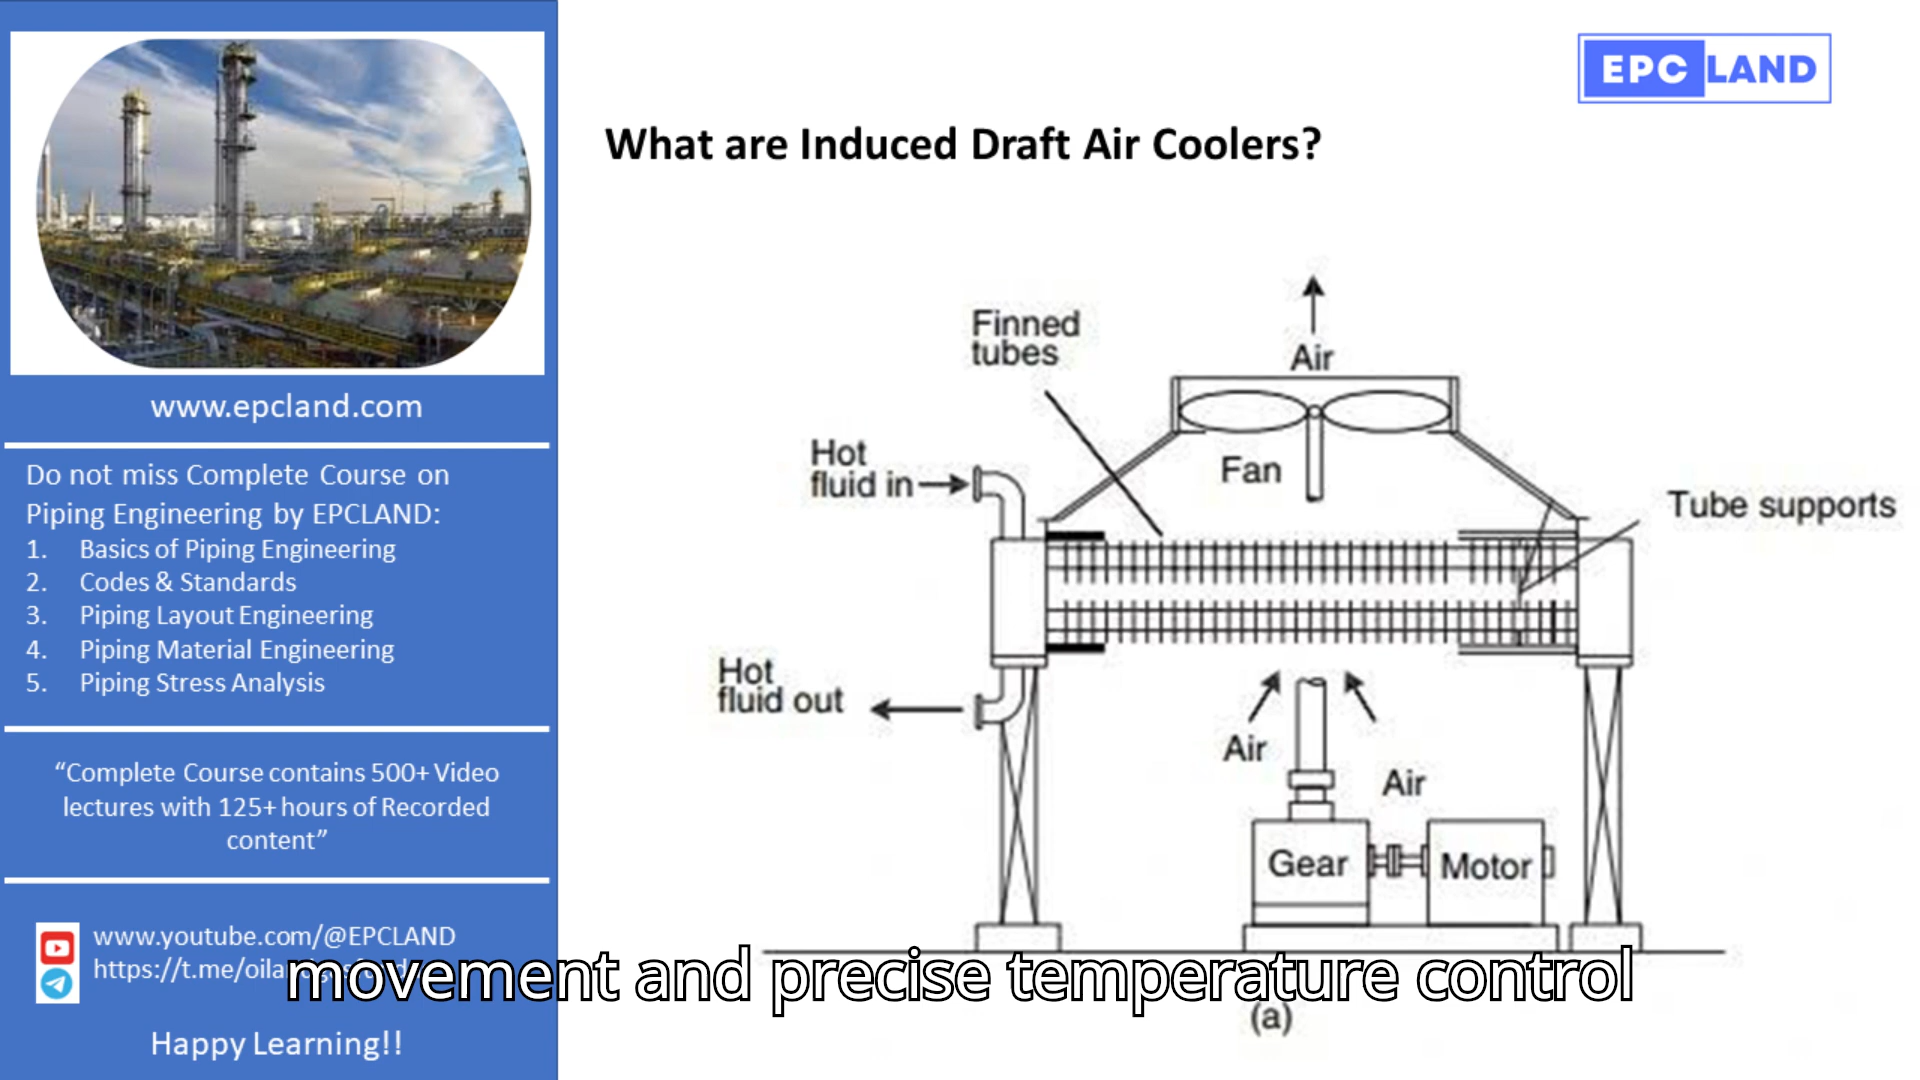 EPC LAND
What are Induced Draft Air Coolers?
www.epcland.com
Do not miss Complete Course on
Piping Engineering by EPCLAND:
1. Basics of Piping Engineering
2. Codes & Standards
3. Piping Layout Engineering
4. Piping Material Engineering
5. Piping Stress Analysis
“Complete Course contains 500+ Video
lectures with 125+ hours of Recorded
content”
www.youtube.com/@EPCLAND
Happy Learning!!
Air
Finned
tubes
Hot
fluid in
Fan
Tube supports
Hot
fluid out
Air
Air
Gear
Motor
movement and precise temperature control
(a)